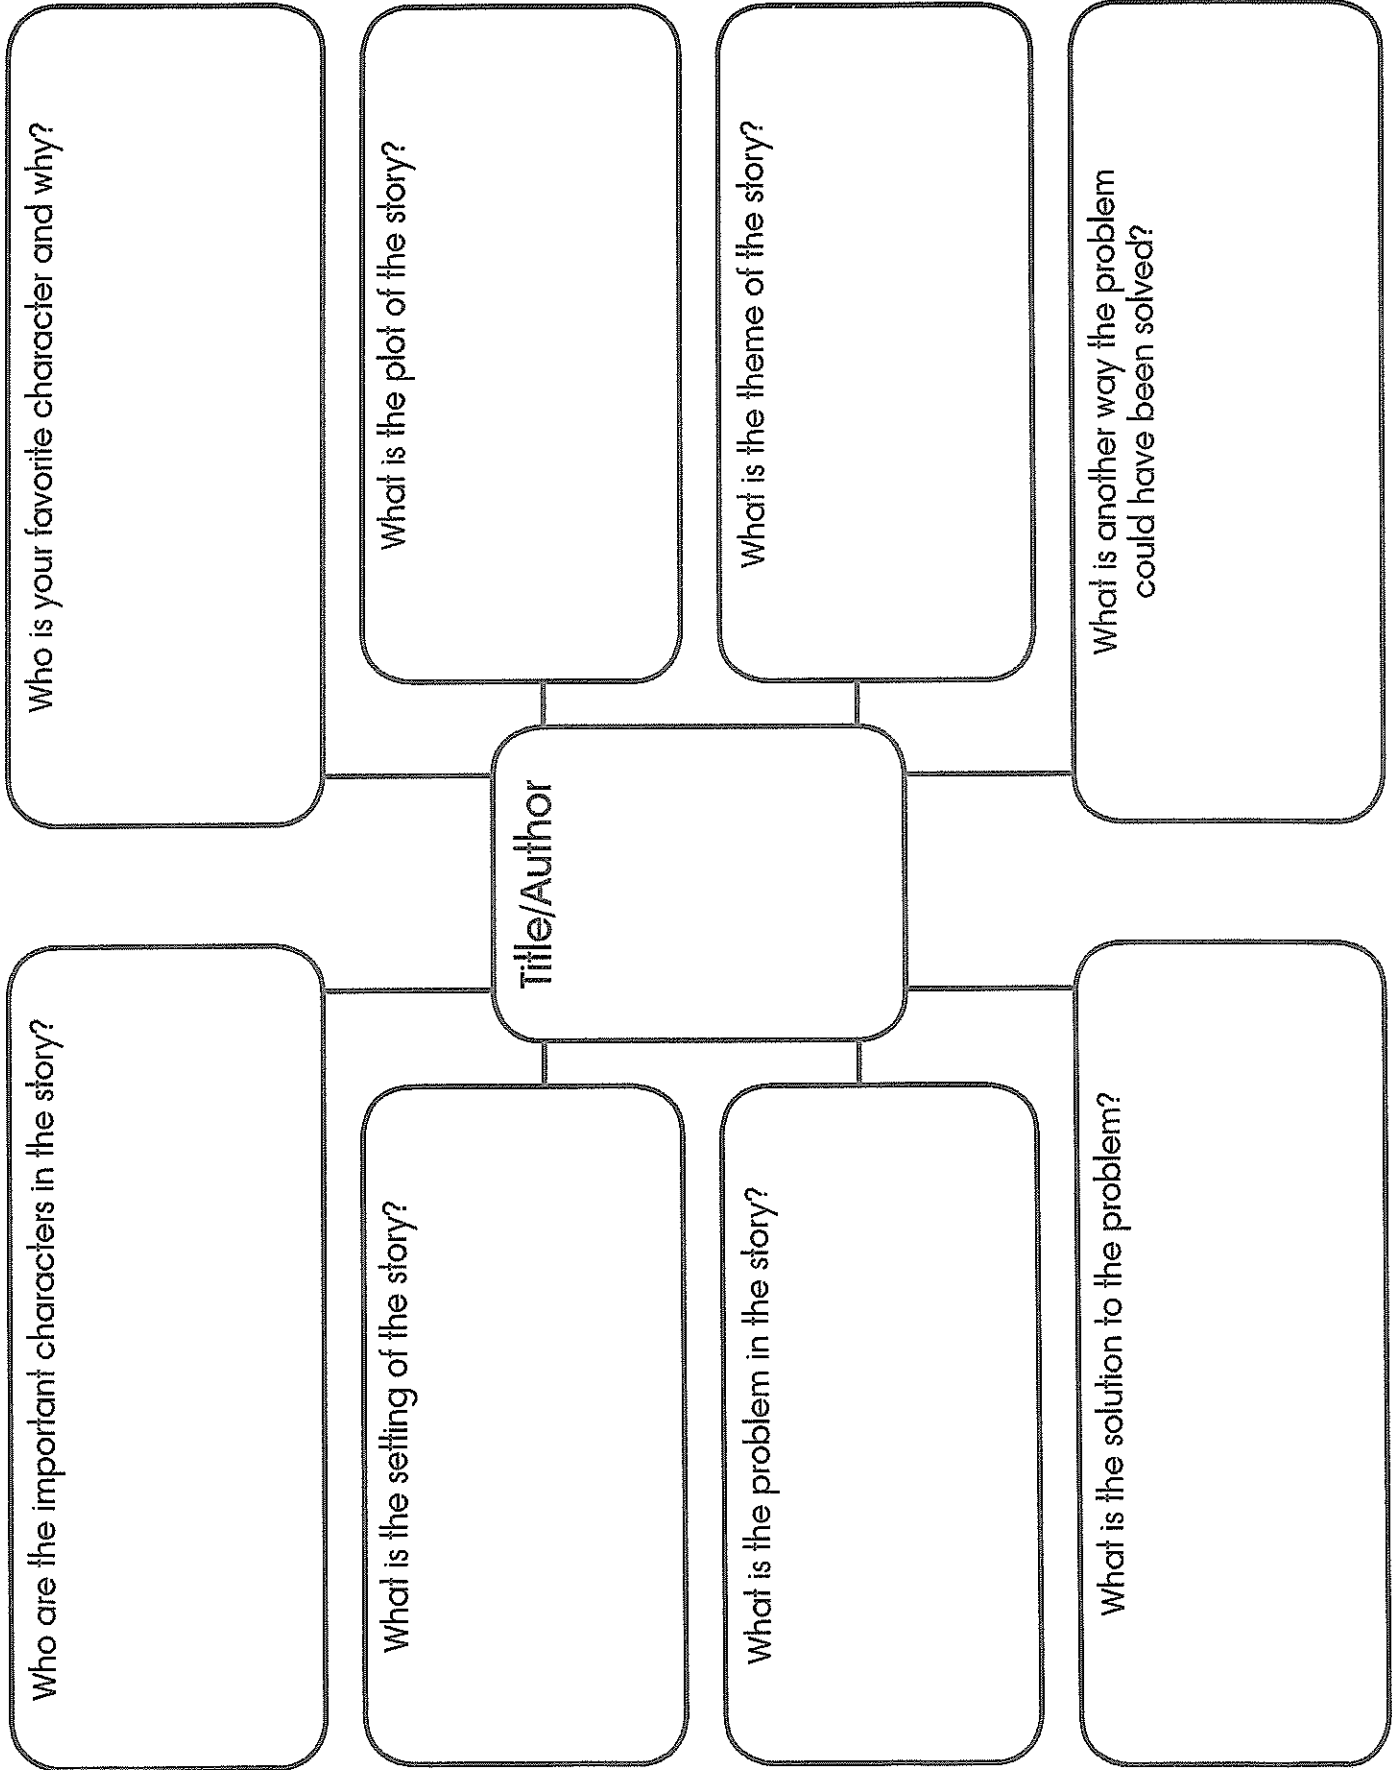 Who are the important characters in the story?
Who is your favorite character and why?
What is the setting of the story?
What is the plot of the story?
Title/Author
What is the problem in the story?
What is the theme of the story?
What is the solution to the problem?
What is another way the problem
could have been solved?